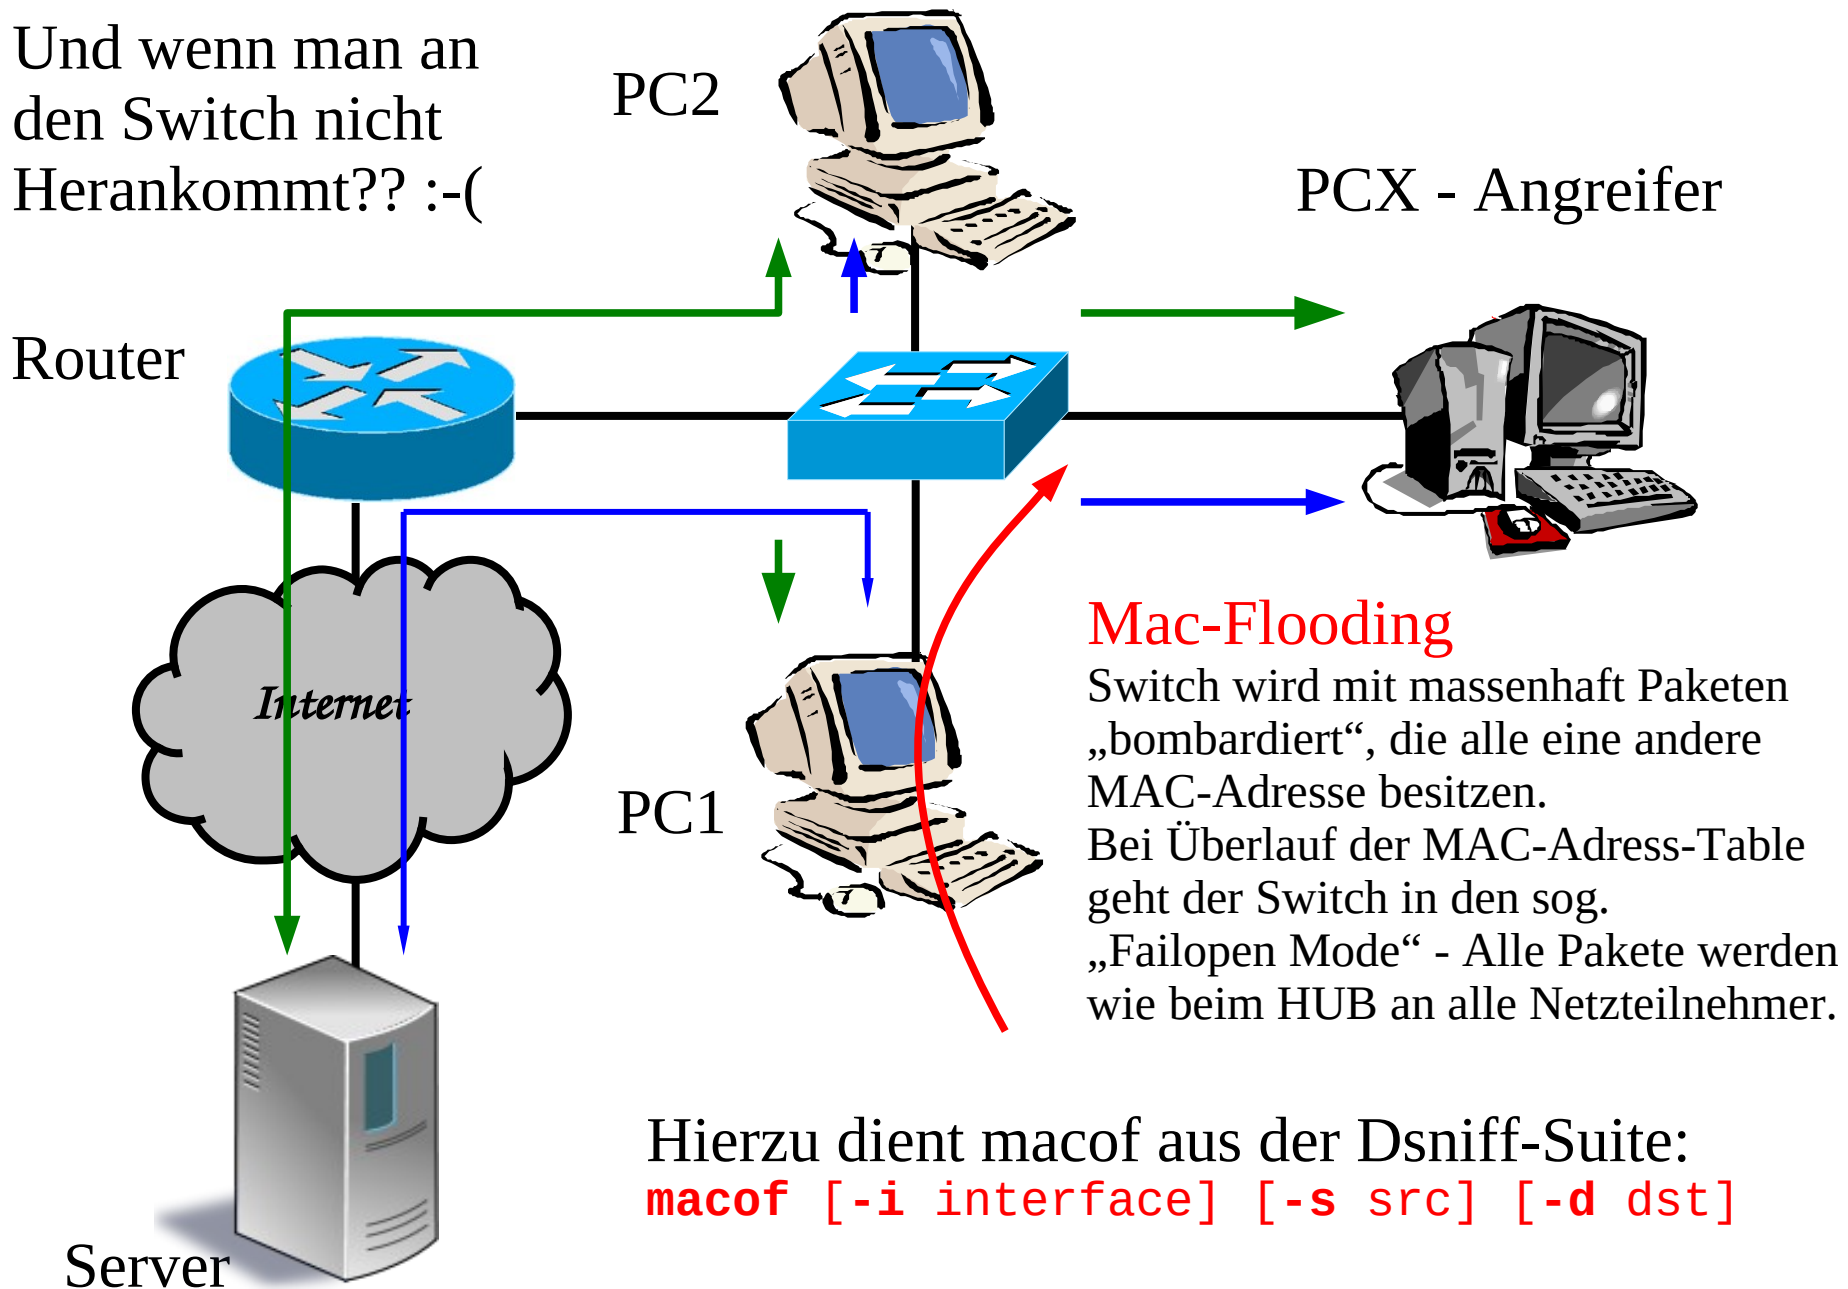 Und wenn man an
den Switch nicht
Herankommt?? :-(
PC2
PCX - Angreifer
Router
Internet
PC1
Mac-Flooding
Switch wird mit massenhaft Paketen
„bombardiert“, die alle eine andere
MAC-Adresse besitzen.
Bei Überlauf der MAC-Adress-Table
geht der Switch in den sog.
„Failopen Mode“ - Alle Pakete werden
wie beim HUB an alle Netzteilnehmer.
Hierzu dient macof aus der Dsniff-Suite:
macof [-i interface] [-s src] [-d dst]
Server